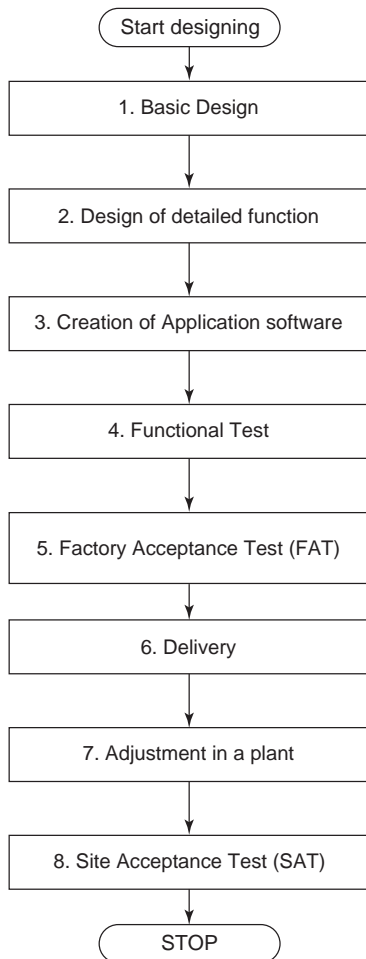 Start designing
1. Basic Design
2. Design of detailed function
3. Creation of Application software
4. Functional Test
5. Factory Acceptance Test (FAT)
6. Delivery
7. Adjustment in a plant
8. Site Acceptance Test (SAT)
STOP